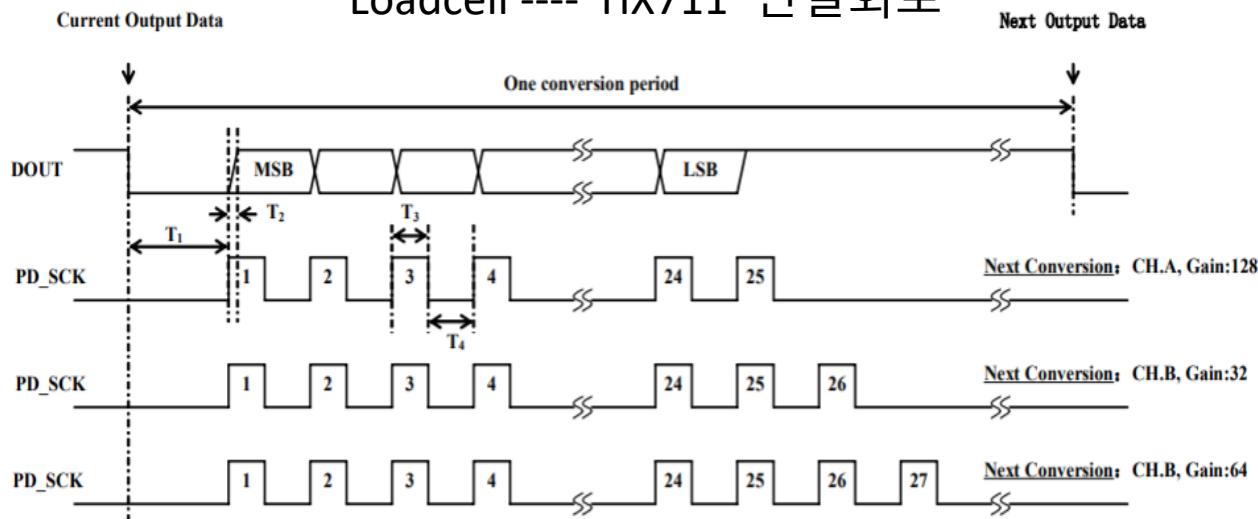 Loadcell ---- HX711 연결회로
Current Output Data
Next Output Data
One conversion period
DOUT
MSB
LSB
T2
T3
T1
PD_SCK
1 2 3 4 24 25
Next Conversion: CH.A, Gain:128
T4
PD_SCK
1 2 3 4 24 25 26
Next Conversion: CH.B, Gain:32
PD_SCK
1 2 3 4 24 25 26 27
Next Conversion: CH.B, Gain:64